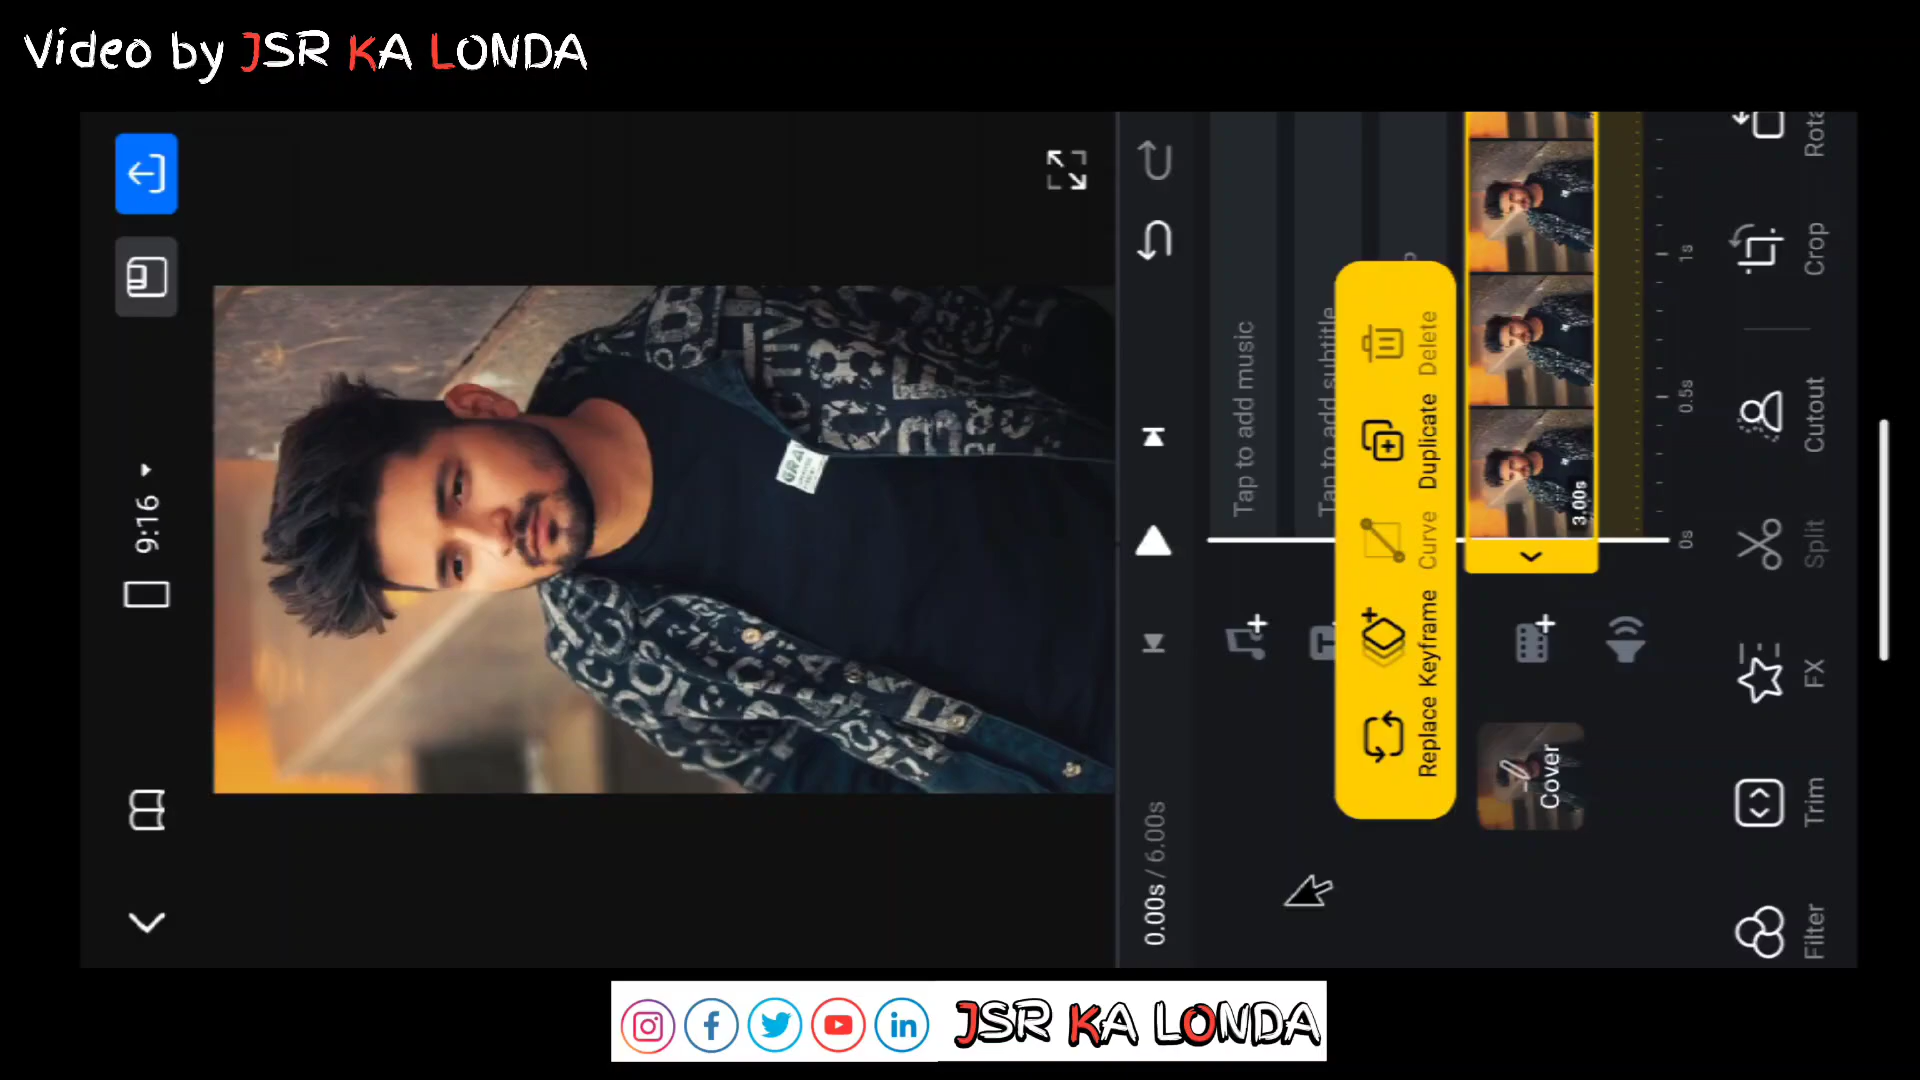 Video by JSR KA LONDA
9:16
Tap to add music
Tap to add subtitle
Replace
Keyframe
Curve
Duplicate
Delete
3.00s
Cover
0.00s / 6.00s
0s
0.5s
1s
Filter
Trim
FX
Split
Cutout
Crop
GRA
JSR KA LONDA